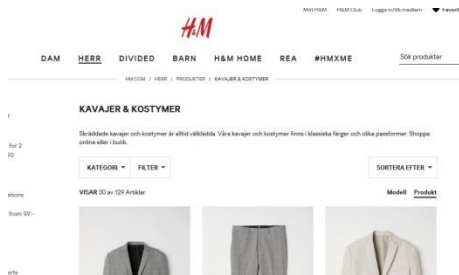 Mitt H&M H&M Club Logga in/bli medlem Favoriter
H&M
DAM HERR DIVIDED BARN H&M HOME REA #HMXME Sök produkter
HM.COM / HERR / PRODUKTER / KAVAJER & KOSTYMER
KAVAJER & KOSTYMER
Skräddade kavajer och kostymer är alltid välklädda. Våra kavajer och kostymer finns i klassiska färger och olika passformer. Shoppa
online eller i butik.
for 2
KATEGORI FILTER SORTERA EFTER
VISAR 30 av 129 Artiklar Modell Produkt
from 99:-